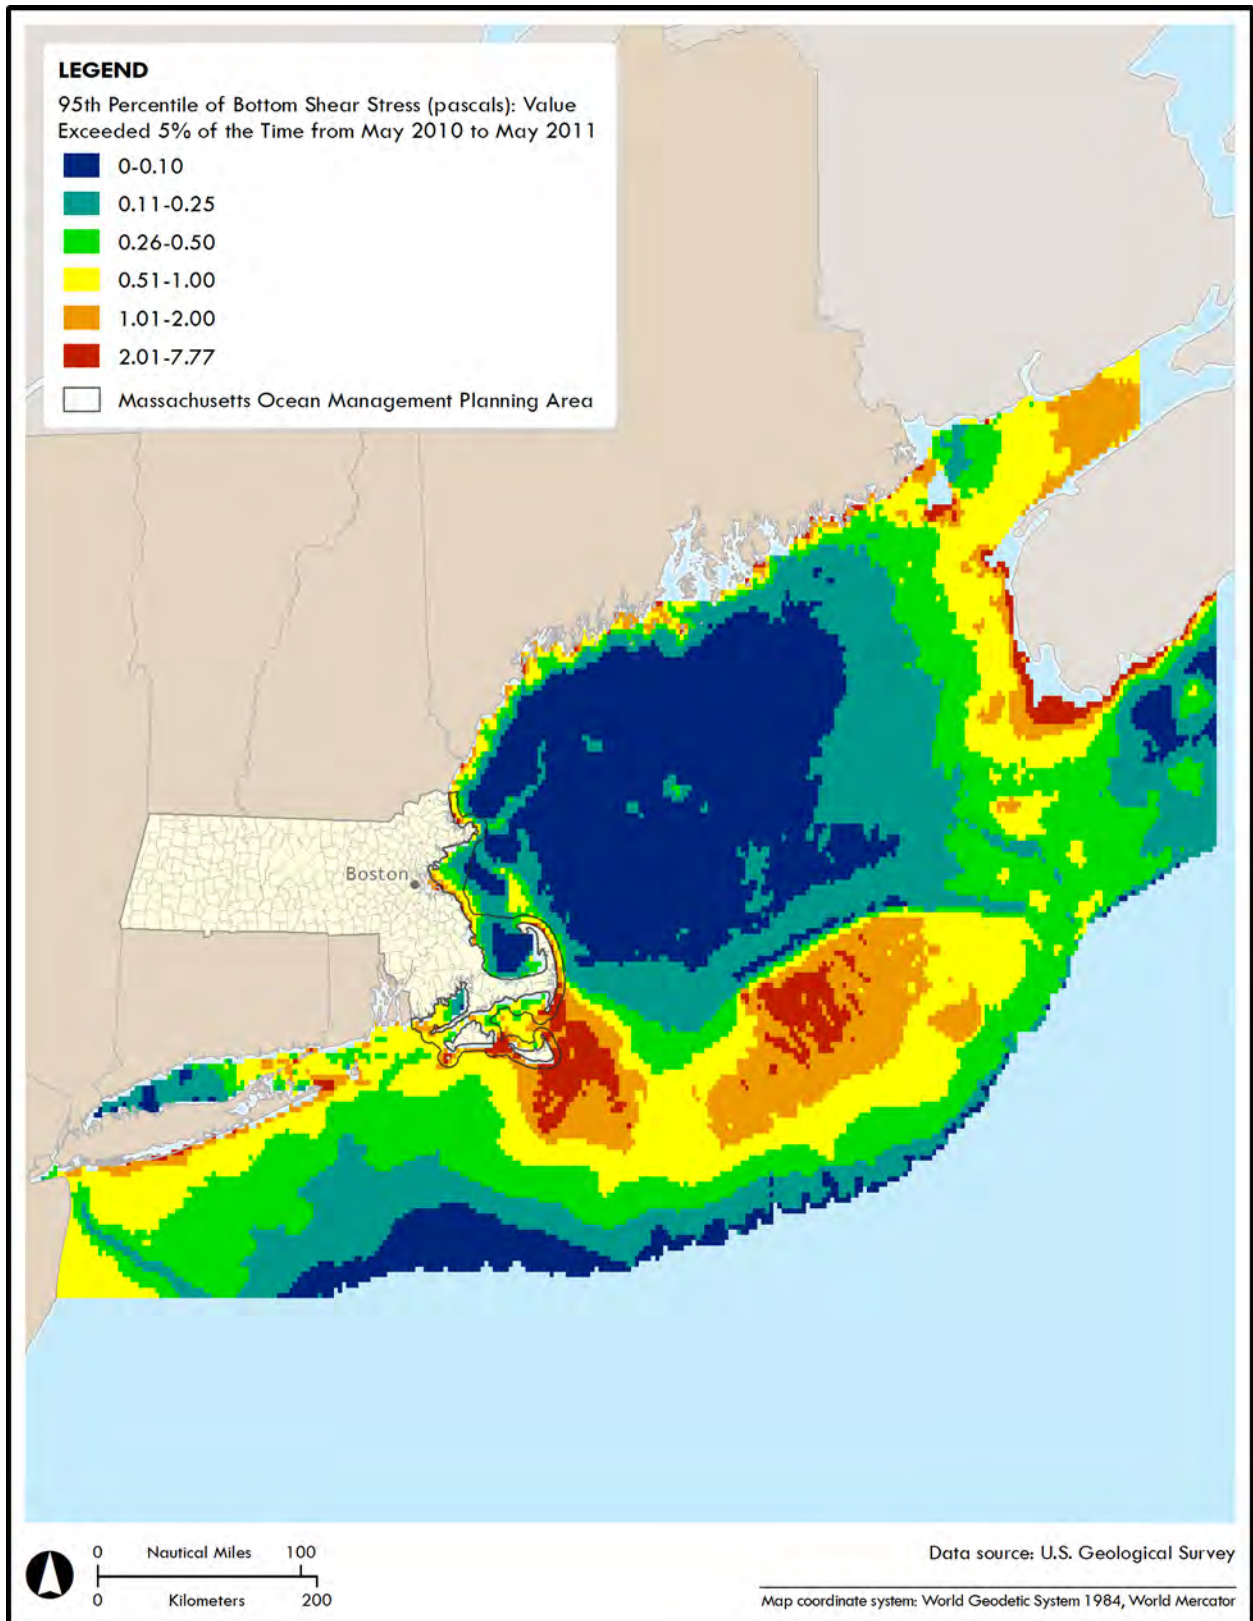 LEGEND
95th Percentile of Bottom Shear Stress (pascals): Value
Exceeded 5% of the Time from May 2010 to May 2011
0-0.10
0.11-0.25
0.26-0.50
0.51-1.00
1.01-2.00
2.01-7.77
Massachusetts Ocean Management Planning Area
Boston
0 Nautical Miles 100
0 Kilometers 200
Data source: U.S. Geological Survey
Map coordinate system: World Geodetic System 1984, World Mercator